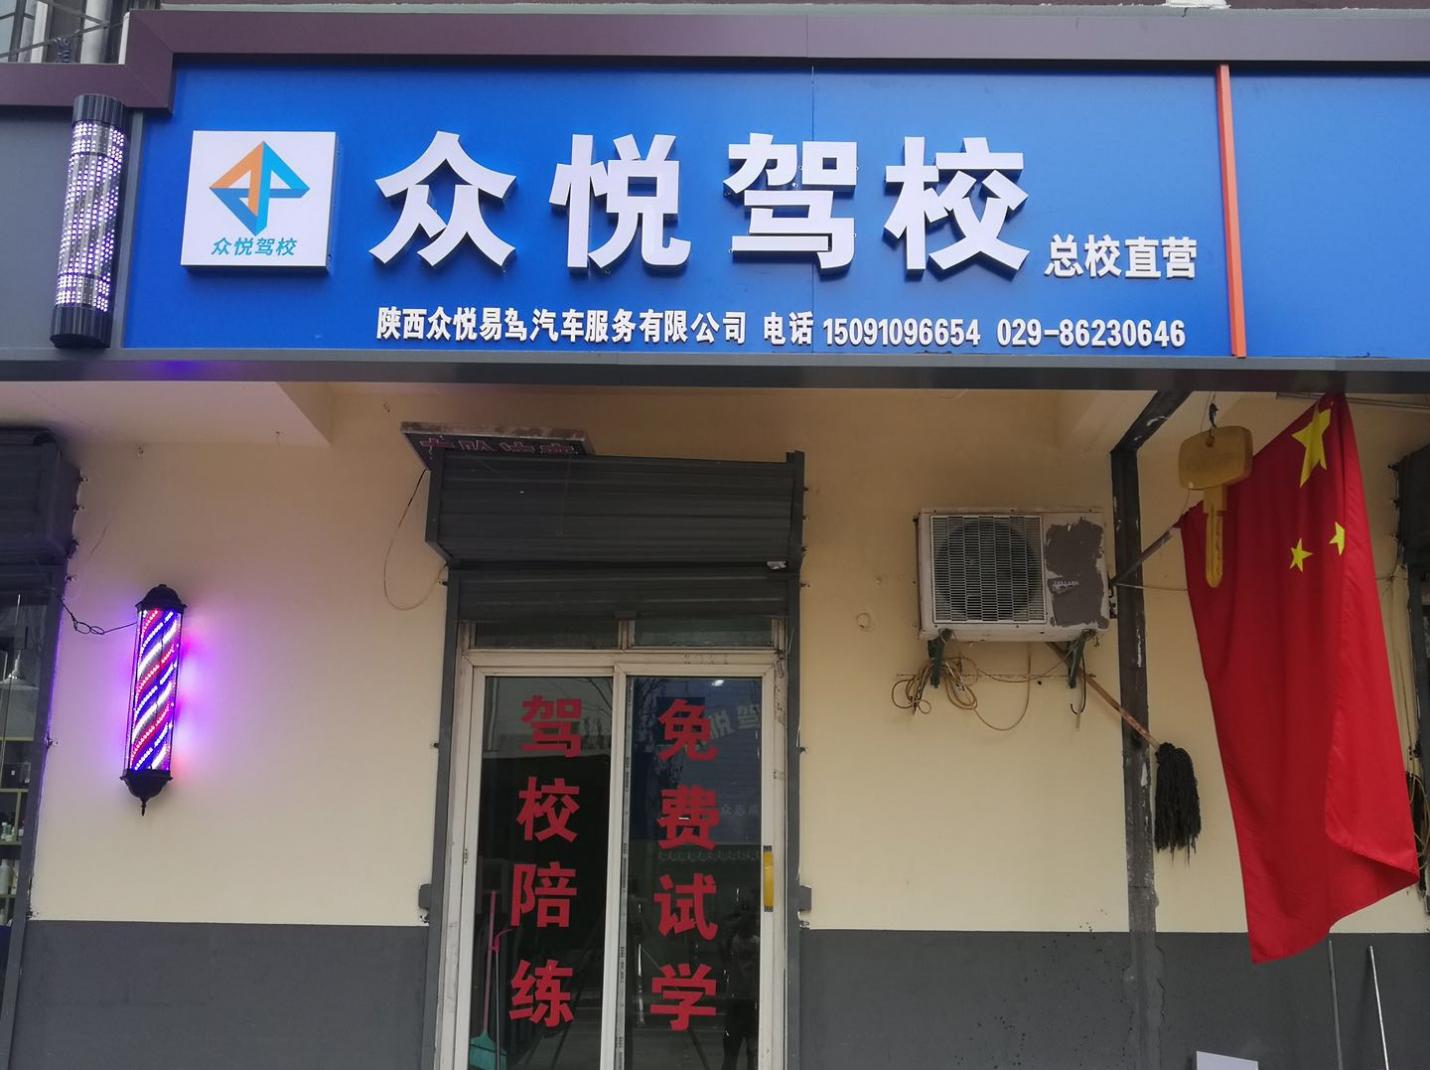 众悦驾校
众悦驾校
总校直营
陕西众悦易驾汽车服务有限公司 电话 15091096654 029-86230646
驾校陪练
免费试学